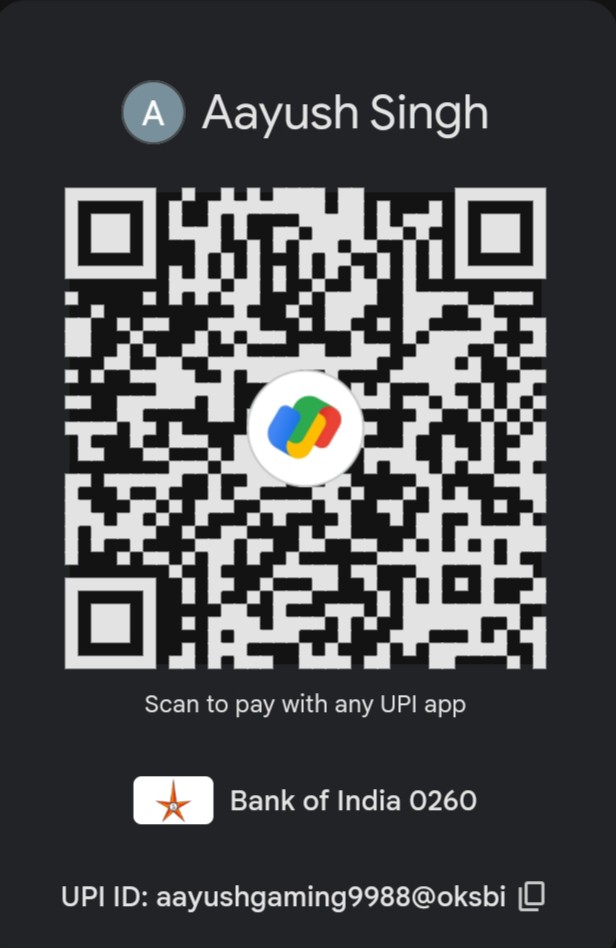 A Aayush Singh
Scan to pay with any UPI app
Bank of India 0260
UPI ID: aayushgaming9988@oksbi